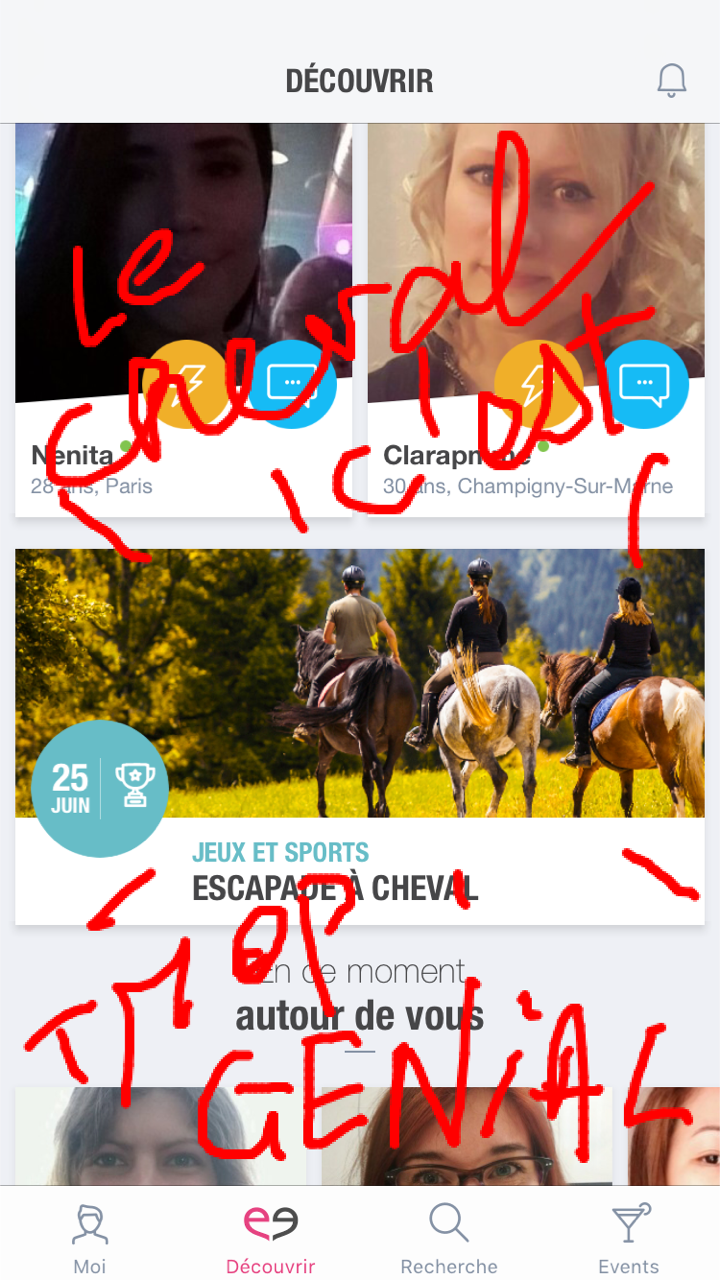 DÉCOUVRIR
Le
cheval
est
ici
Nenita
28 ans, Paris
30 ans, Champigny-Sur-Marne
25
JUIN
JEUX ET SPORTS
ESCAPADE À CHEVAL
TrOP
En ce moment
autour de vous
GENiAL
Moi
Découvrir
Recherche
Events